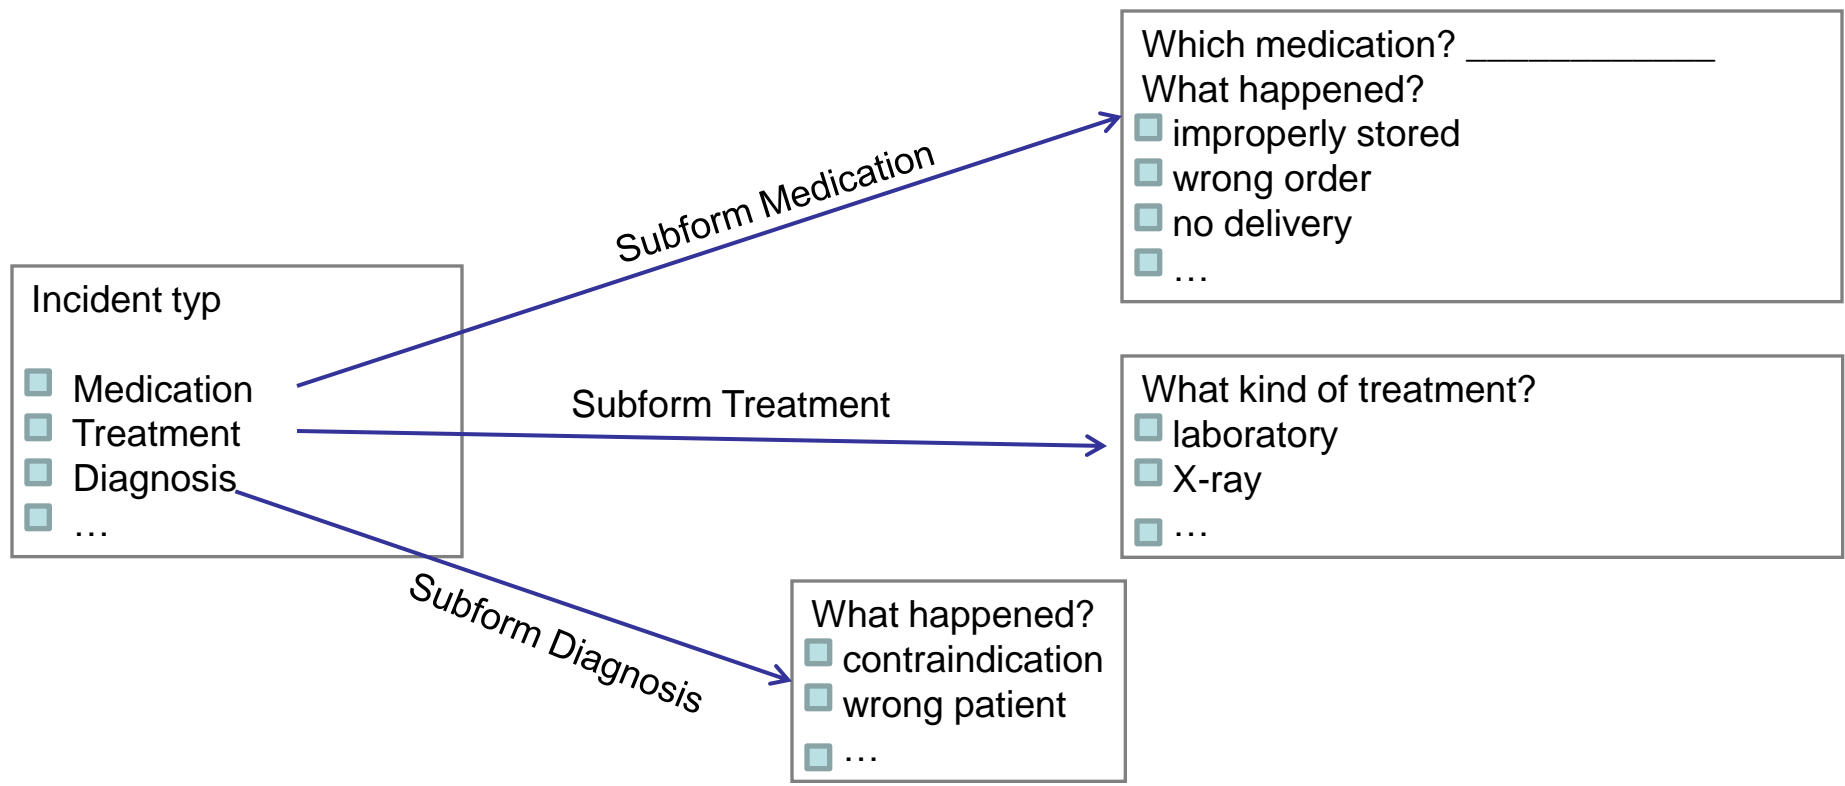 Incident typ
Medication
Treatment
Diagnosis
…
Subform Medication
Which medication? ____________
What happened?
improperly stored
wrong order
no delivery
…
Subform Treatment
What kind of treatment?
laboratory
X-ray
…
Subform Diagnosis
What happened?
contraindication
wrong patient
…